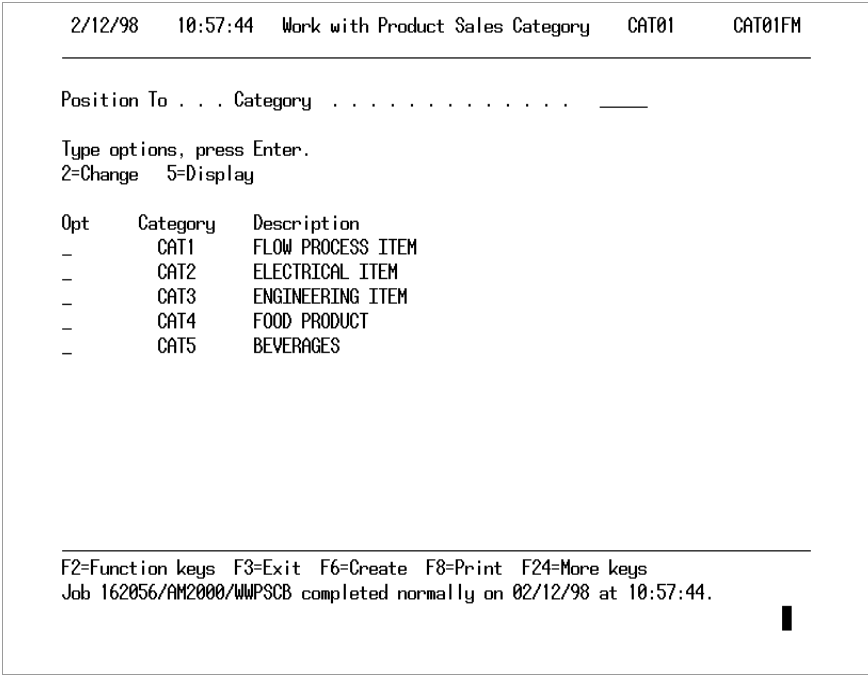 2/12/98 10:57:44 Work with Product Sales Category CAT01 CAT01FM
Position To . . . Category . . . . . . . . . . . . . _____
Type options, press Enter.
2=Change 5=Display
Opt Category Description
_ CAT1 FLOW PROCESS ITEM
_ CAT2 ELECTRICAL ITEM
_ CAT3 ENGINEERING ITEM
_ CAT4 FOOD PRODUCT
_ CAT5 BEVERAGES
F2=Function keys F3=Exit F6=Create F8=Print F24=More keys
Job 162056/AM2000/WWPSCB completed normally on 02/12/98 at 10:57:44.